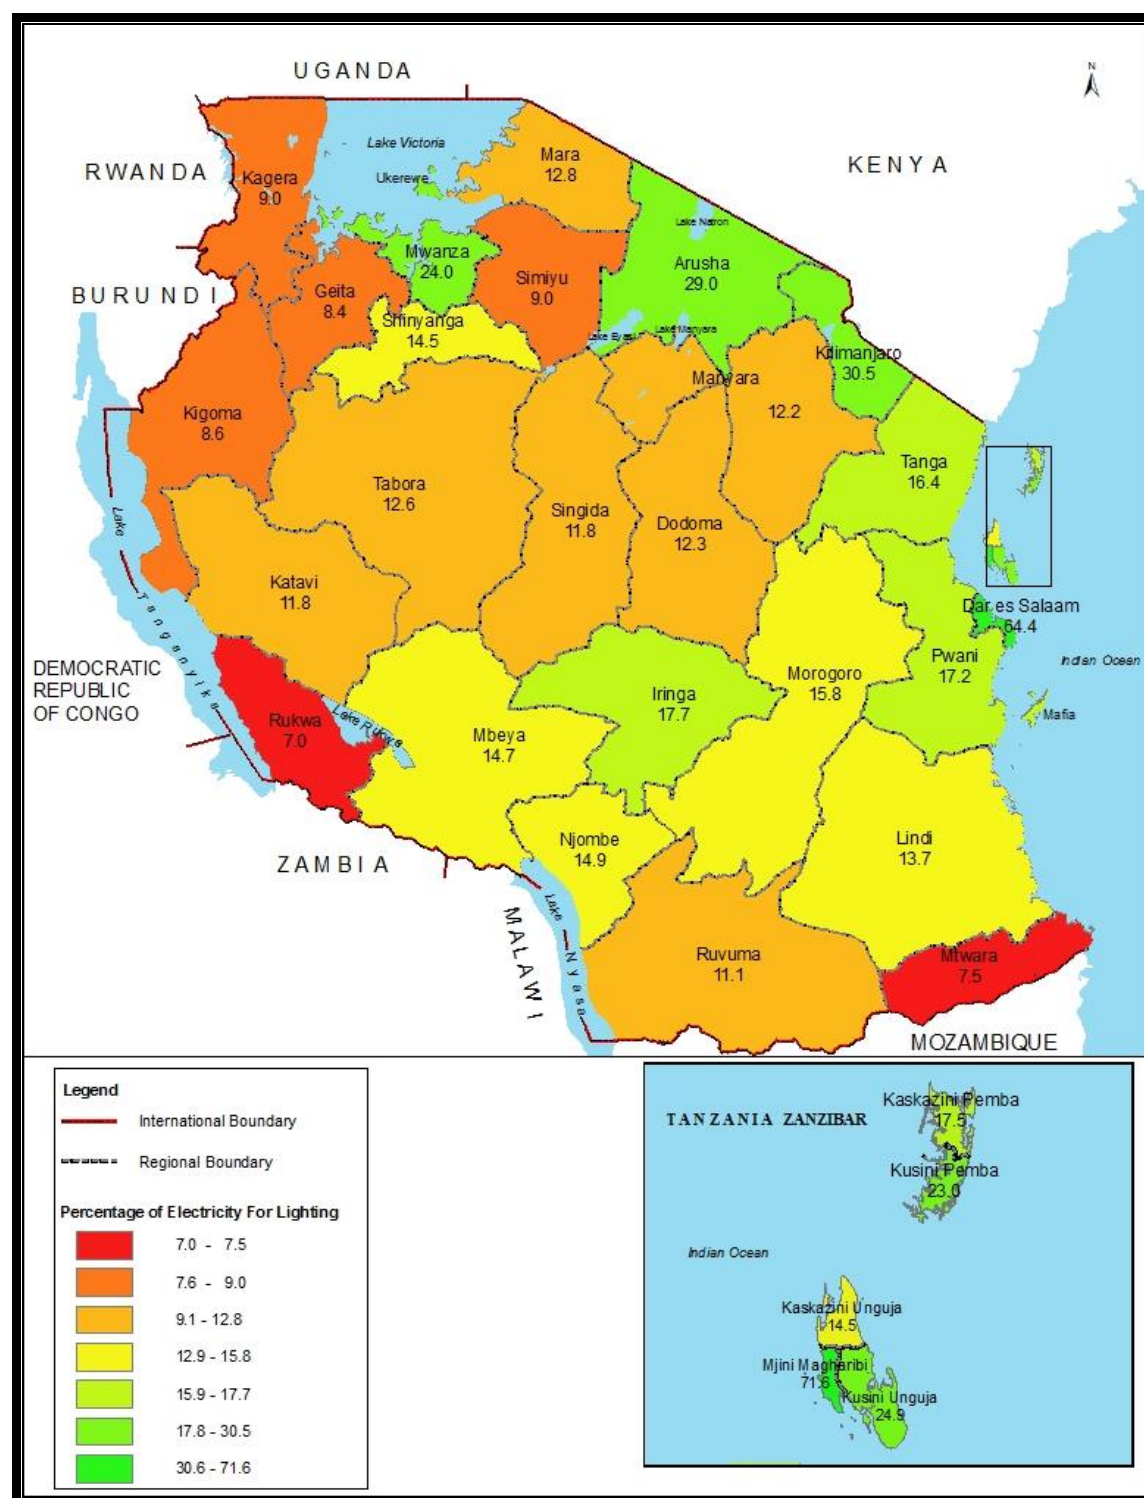 N
UGANDA
Lake Victoria
RWANDA
Ukerewe
KENYA
Mara
12.8
Kagera
9.0
Lake Natron
Mwanza
24.0
Arusha
29.0
Simiyu
9.0
BURUNDI
Geita
8.4
Shinyanga
14.5
Lake Eyasi
Lake Manyara
Kilimanjaro
30.5
Manyara
12.2
Kigoma
8.6
Tanga
16.4
Tabora
12.6
Singida
11.8
Dodoma
12.3
Lake Tanganyika
Katavi
11.8
Dar es Salaam
64.4
Indian Ocean
DEMOCRATIC
REPUBLIC
OF CONGO
Pwani
17.2
Morogoro
15.8
Iringa
17.7
Mafia
Rukwa
7.0
Lake Rukwa
Mbeya
14.7
Njombe
14.9
Lindi
13.7
ZAMBIA
MALAWI
Lake Nyasa
Ruvuma
11.1
Mtwara
7.5
MOZAMBIQUE
Legend
International Boundary
Regional Boundary
Percentage of Electricity For Lighting
7.0 - 7.5
7.6 - 9.0
9.1 - 12.8
12.9 - 15.8
15.9 - 17.7
17.8 - 30.5
30.6 - 71.6
TANZANIA ZANZIBAR
Kaskazini Pemba
17.5
Kusini Pemba
23.0
Indian Ocean
Kaskazini Unguja
14.5
Mjini Magharibi
71.6
Kusini Unguja
24.9